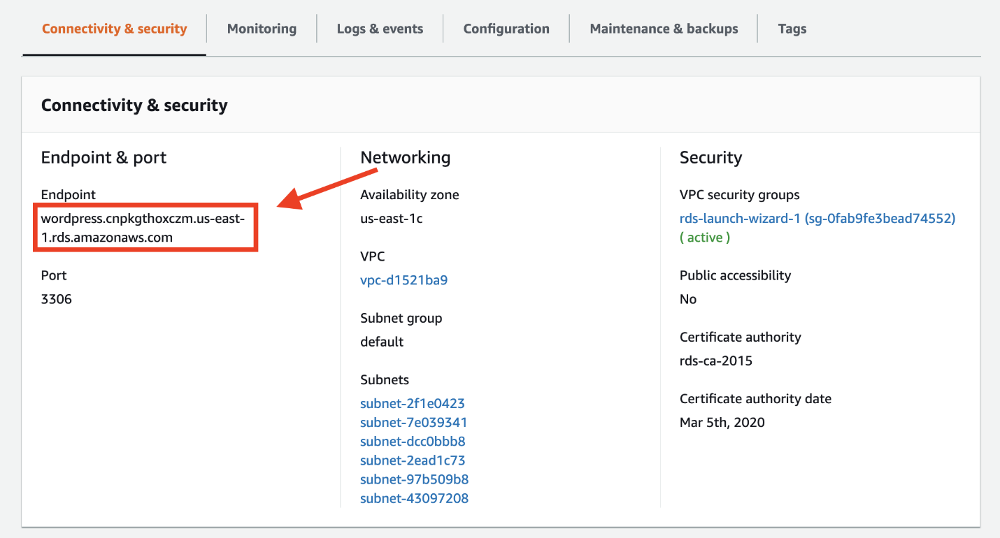 Connectivity & security
Monitoring
Logs & events
Configuration
Maintenance & backups
Tags
Connectivity & security
Endpoint & port
Endpoint
wordpress.cnpkgthoxczm.us-east-
1.rds.amazonaws.com
Port
3306
Networking
Availability zone
us-east-1c
VPC
vpc-d1521ba9
Subnet group
default
Subnets
subnet-2f1e0423
subnet-7e039341
subnet-dcc0bbb8
subnet-2ead1c73
subnet-97b509b8
subnet-43097208
Security
VPC security groups
rds-launch-wizard-1 (sg-0fab9fe3bead74552)
( active )
Public accessibility
No
Certificate authority
rds-ca-2015
Certificate authority date
Mar 5th, 2020